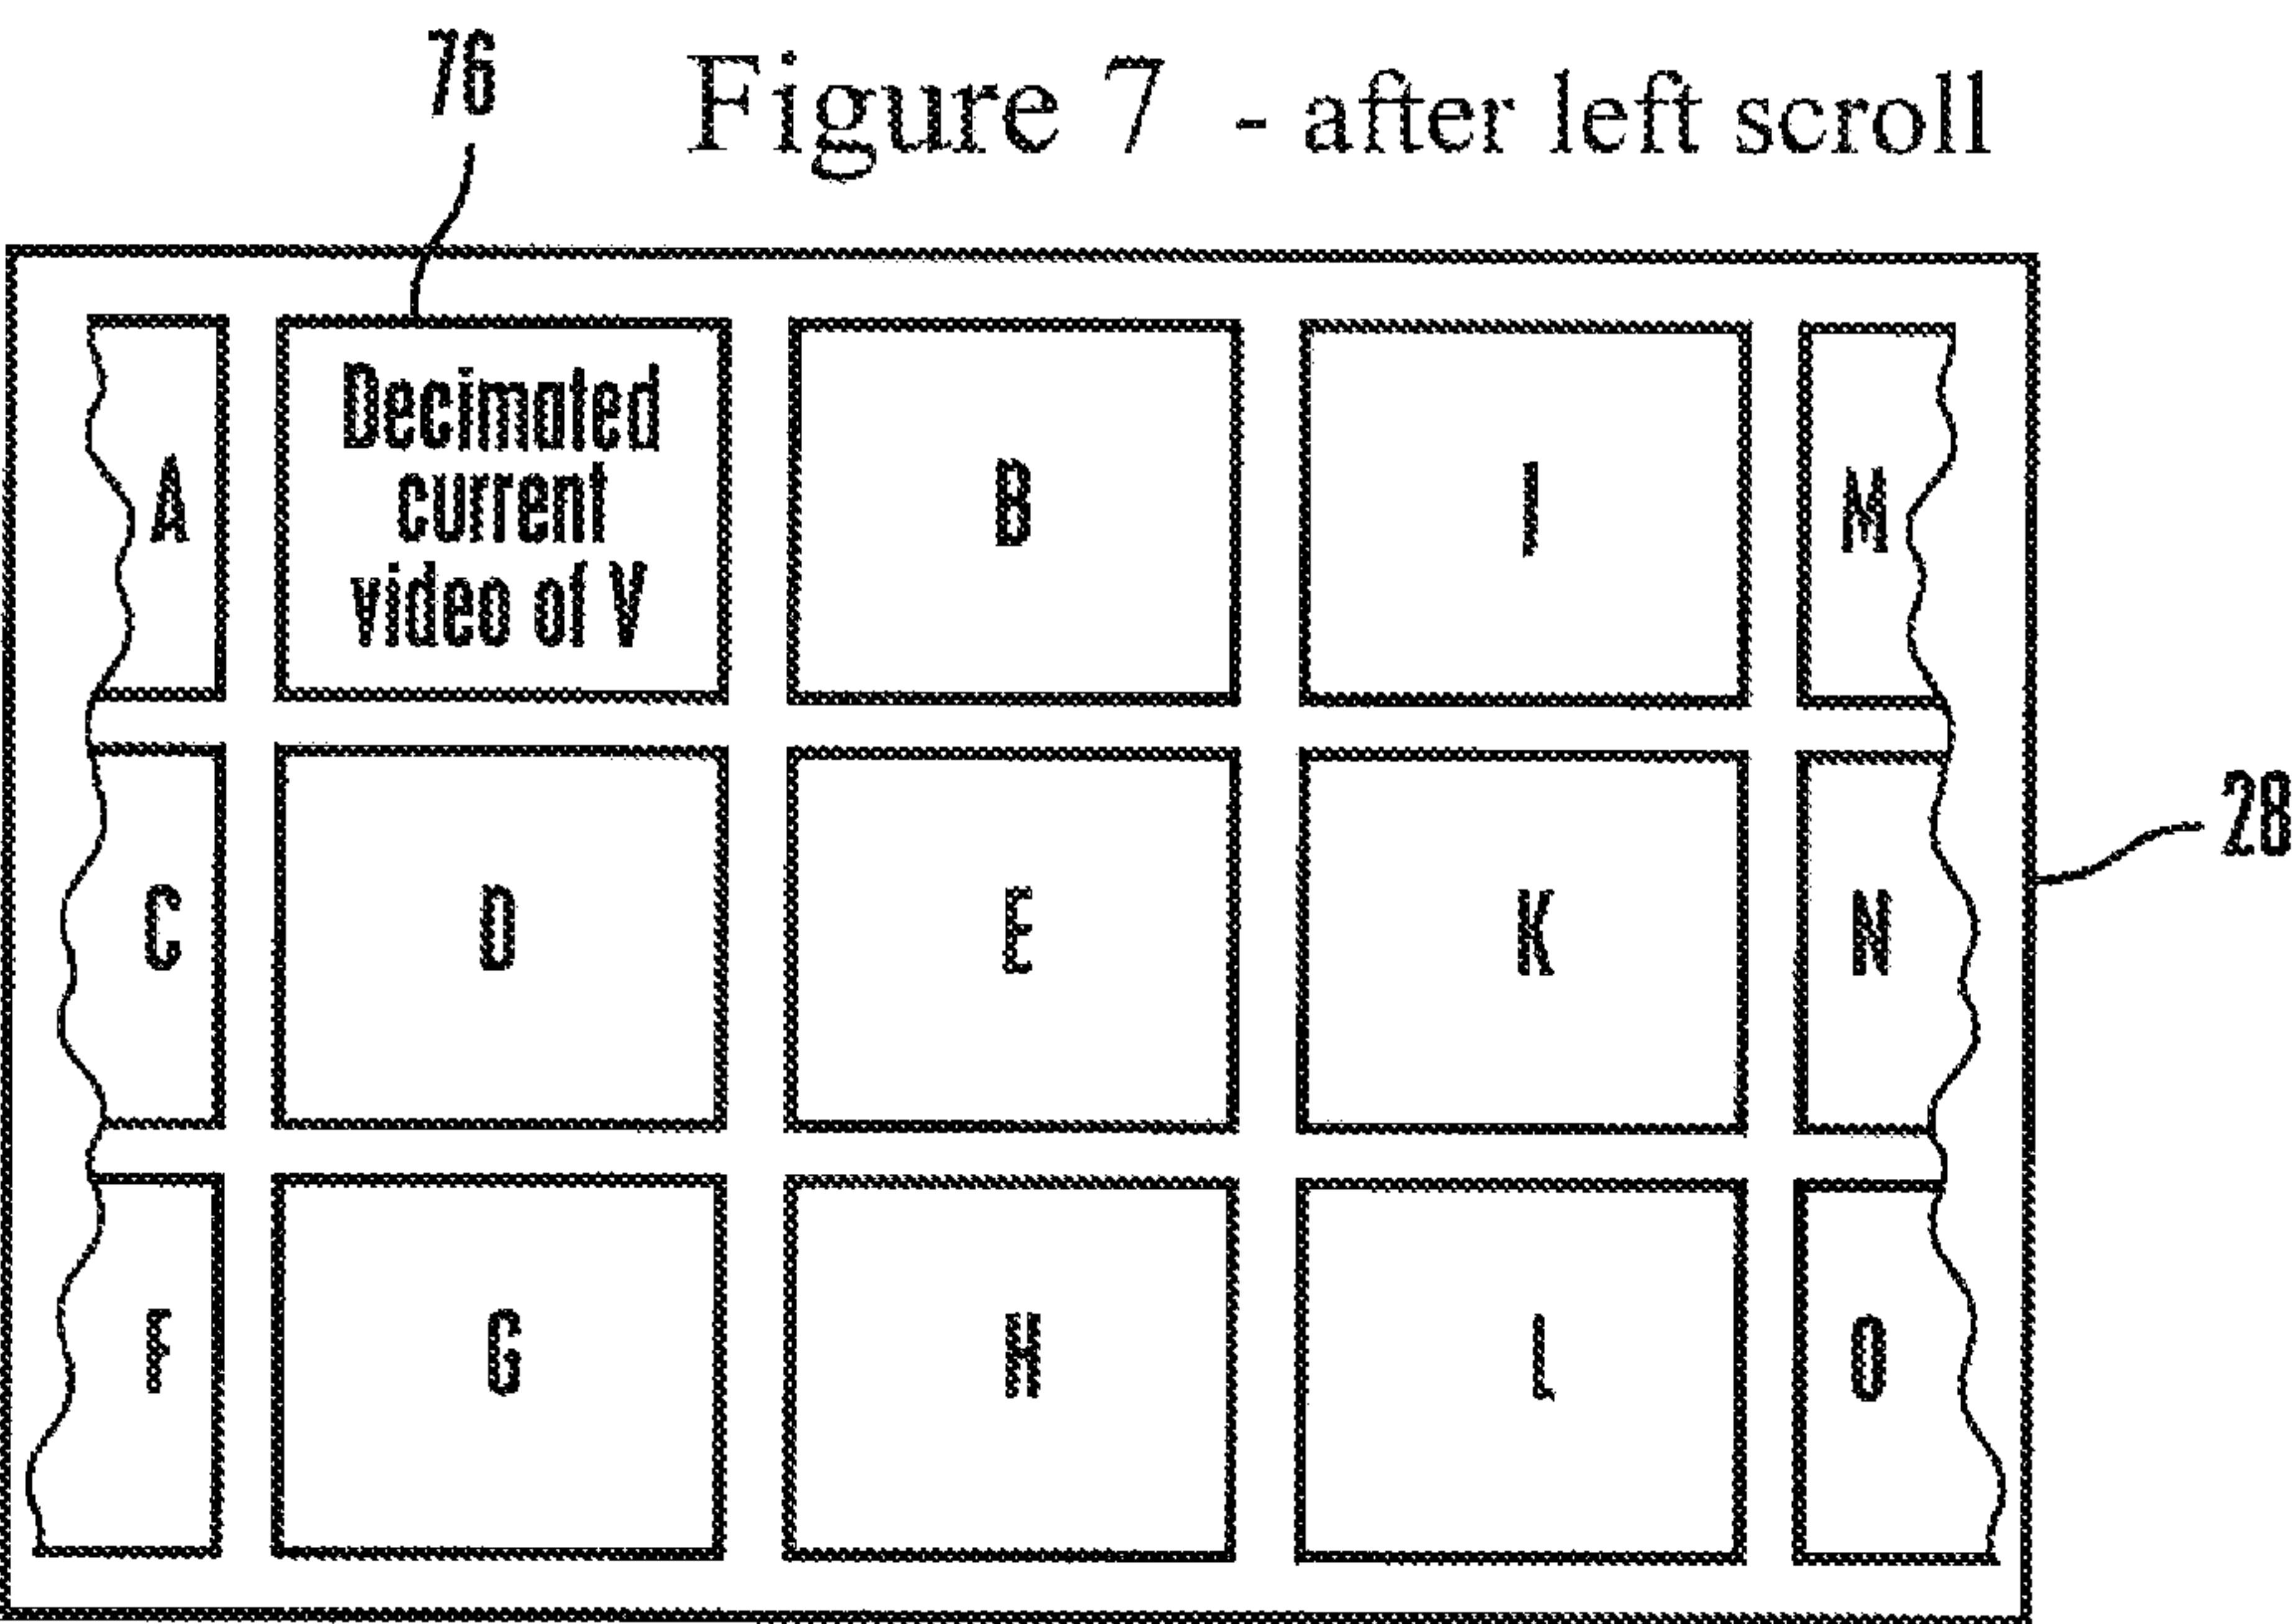 76
Figure 7 - after left scroll
A
Decimated
current
video of V
B
I
M
C
D
E
K
N
28
F
G
H
L
O